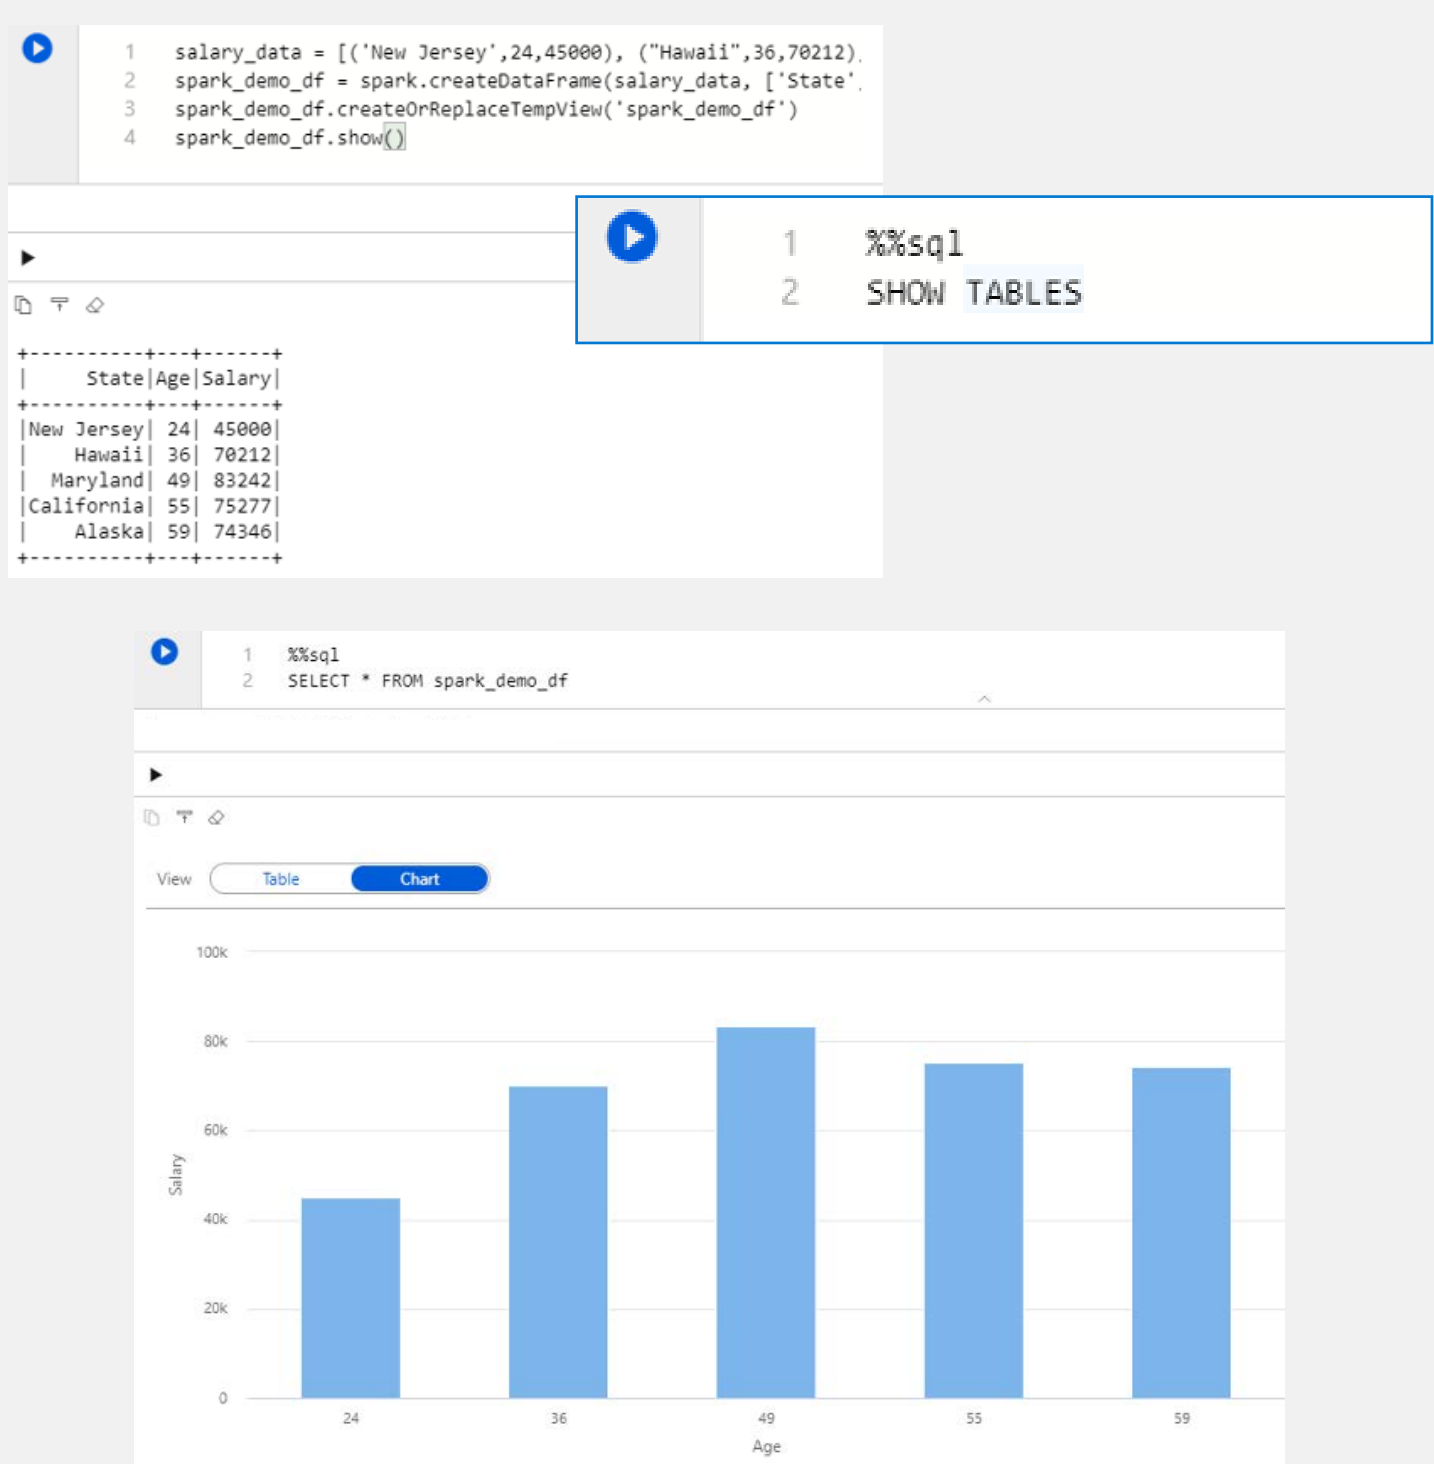 1 salary_data = [('New Jersey',24,45000), ("Hawaii",36,70212),
2 spark_demo_df = spark.createDataFrame(salary_data, ['State',
3 spark_demo_df.createOrReplaceTempView('spark_demo_df')
4 spark_demo_df.show()
1 %%sql
2 SHOW TABLES
+----------+---+------+
|     State|Age|Salary|
+----------+---+------+
|New Jersey| 24| 45000|
|    Hawaii| 36| 70212|
|  Maryland| 49| 83242|
|California| 55| 75277|
|    Alaska| 59| 74346|
+----------+---+------+
1 %%sql
2 SELECT * FROM spark_demo_df
View Table Chart
100k
80k
60k
Salary
40k
20k
0
24 36 49 55 59
Age